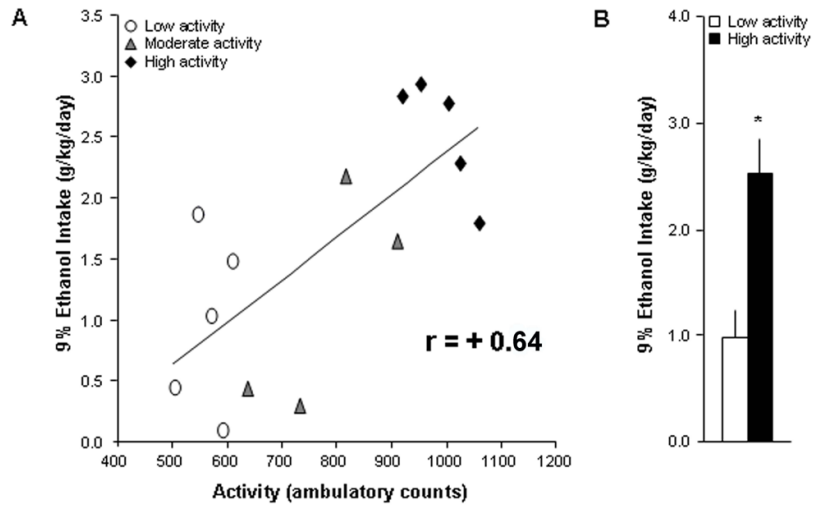 A
3.5
3.0
2.5
2.0
1.5
1.0
0.5
0.0
9% Ethanol Intake (g/kg/day)
Low activity
Moderate activity
High activity
r = + 0.64
400 500 600 700 800 900 1000 1100 1200
Activity (ambulatory counts)
B
4.0
3.0
2.0
1.0
0.0
9% Ethanol Intake (g/kg/day)
Low activity
High activity
*